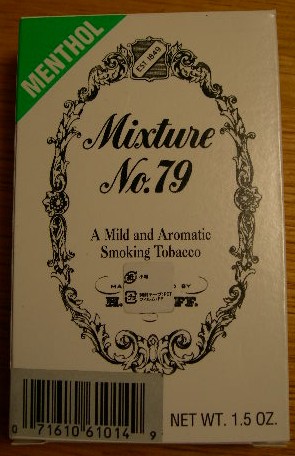 MENTHOL
EST 1849
Mixture
No. 79
A Mild and Aromatic
Smoking Tobacco
BY
NET WT. 1.5 OZ.
0 71610 61014 9